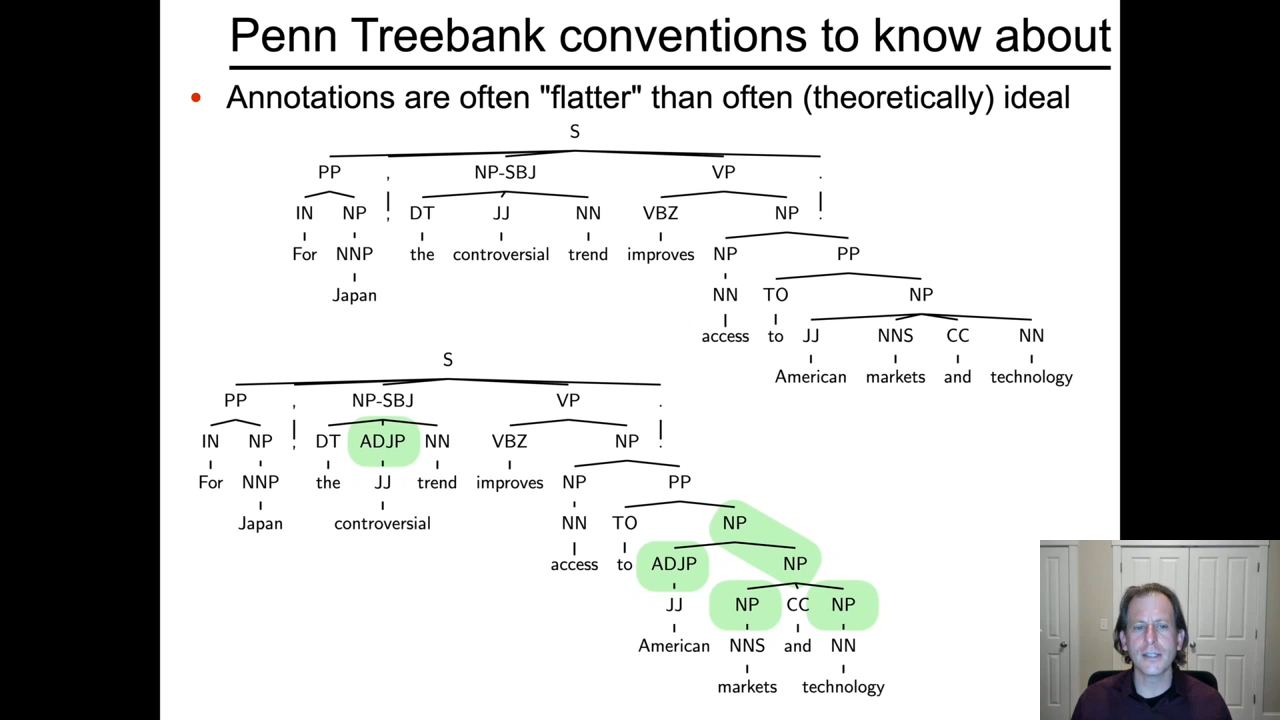 Penn Treebank conventions to know about
• Annotations are often "flatter" than often (theoretically) ideal
S
PP , NP-SBJ VP .
IN NP , DT JJ NN VBZ NP .
For NNP the controversial trend improves NP PP
Japan NN TO NP
access to JJ NNS CC NN
American markets and technology
S
PP , NP-SBJ VP .
IN NP , DT ADJP NN VBZ NP .
For NNP the JJ trend improves NP PP
Japan controversial NN TO NP
access to ADJP NP
JJ NP CC NP
American NNS and NN
markets technology